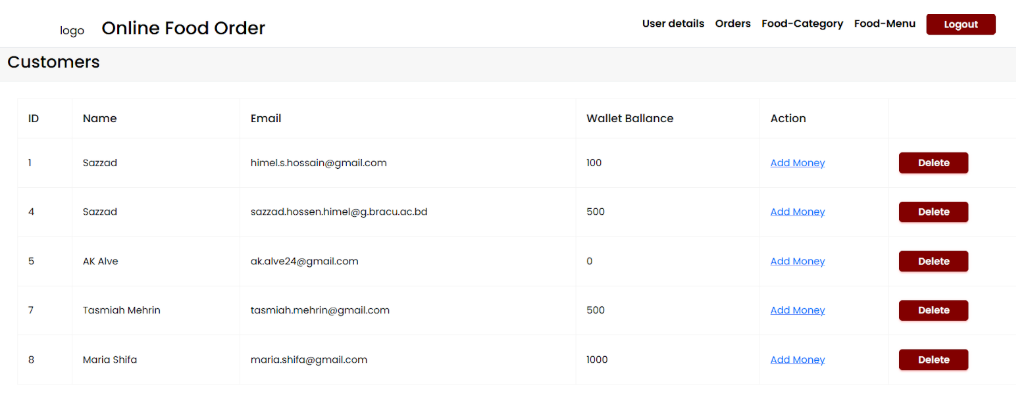 logo Online Food Order User details Orders Food-Category Food-Menu Logout
Customers
ID Name Email Wallet Ballance Action
1 Sazzad himel.s.hossain@gmail.com 100 Add Money Delete
4 Sazzad sazzad.hossen.himel@g.bracu.ac.bd 500 Add Money Delete
5 AK Alve ak.alve24@gmail.com 0 Add Money Delete
7 Tasmiah Mehrin tasmiah.mehrin@gmail.com 500 Add Money Delete
8 Maria Shifa maria.shifa@gmail.com 1000 Add Money Delete